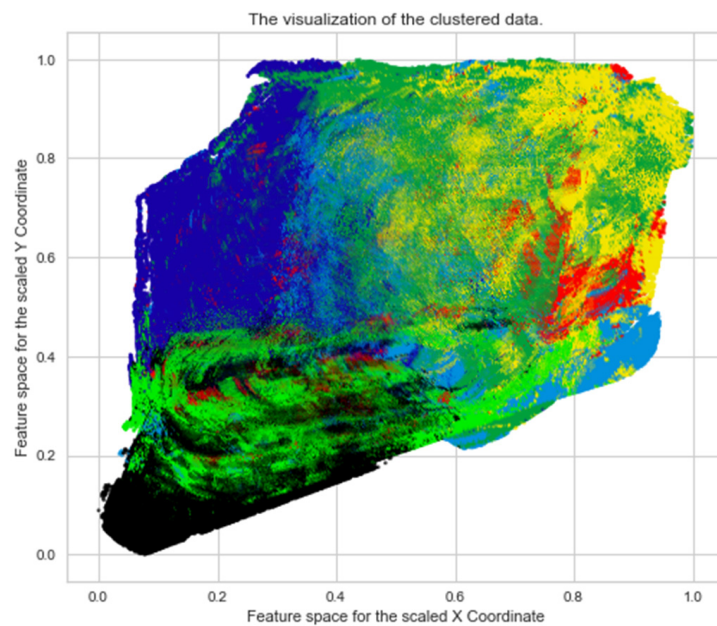 The visualization of the clustered data.
1.0
0.8
0.6
0.4
0.2
0.0
Feature space for the scaled Y Coordinate
0.0 0.2 0.4 0.6 0.8 1.0
Feature space for the scaled X Coordinate